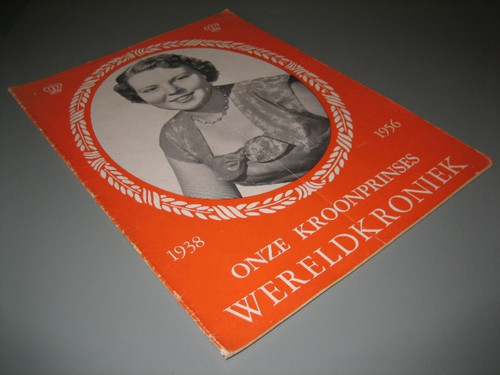 1938 1956
ONZE KROONPRINSES
WERELDKRONIEK